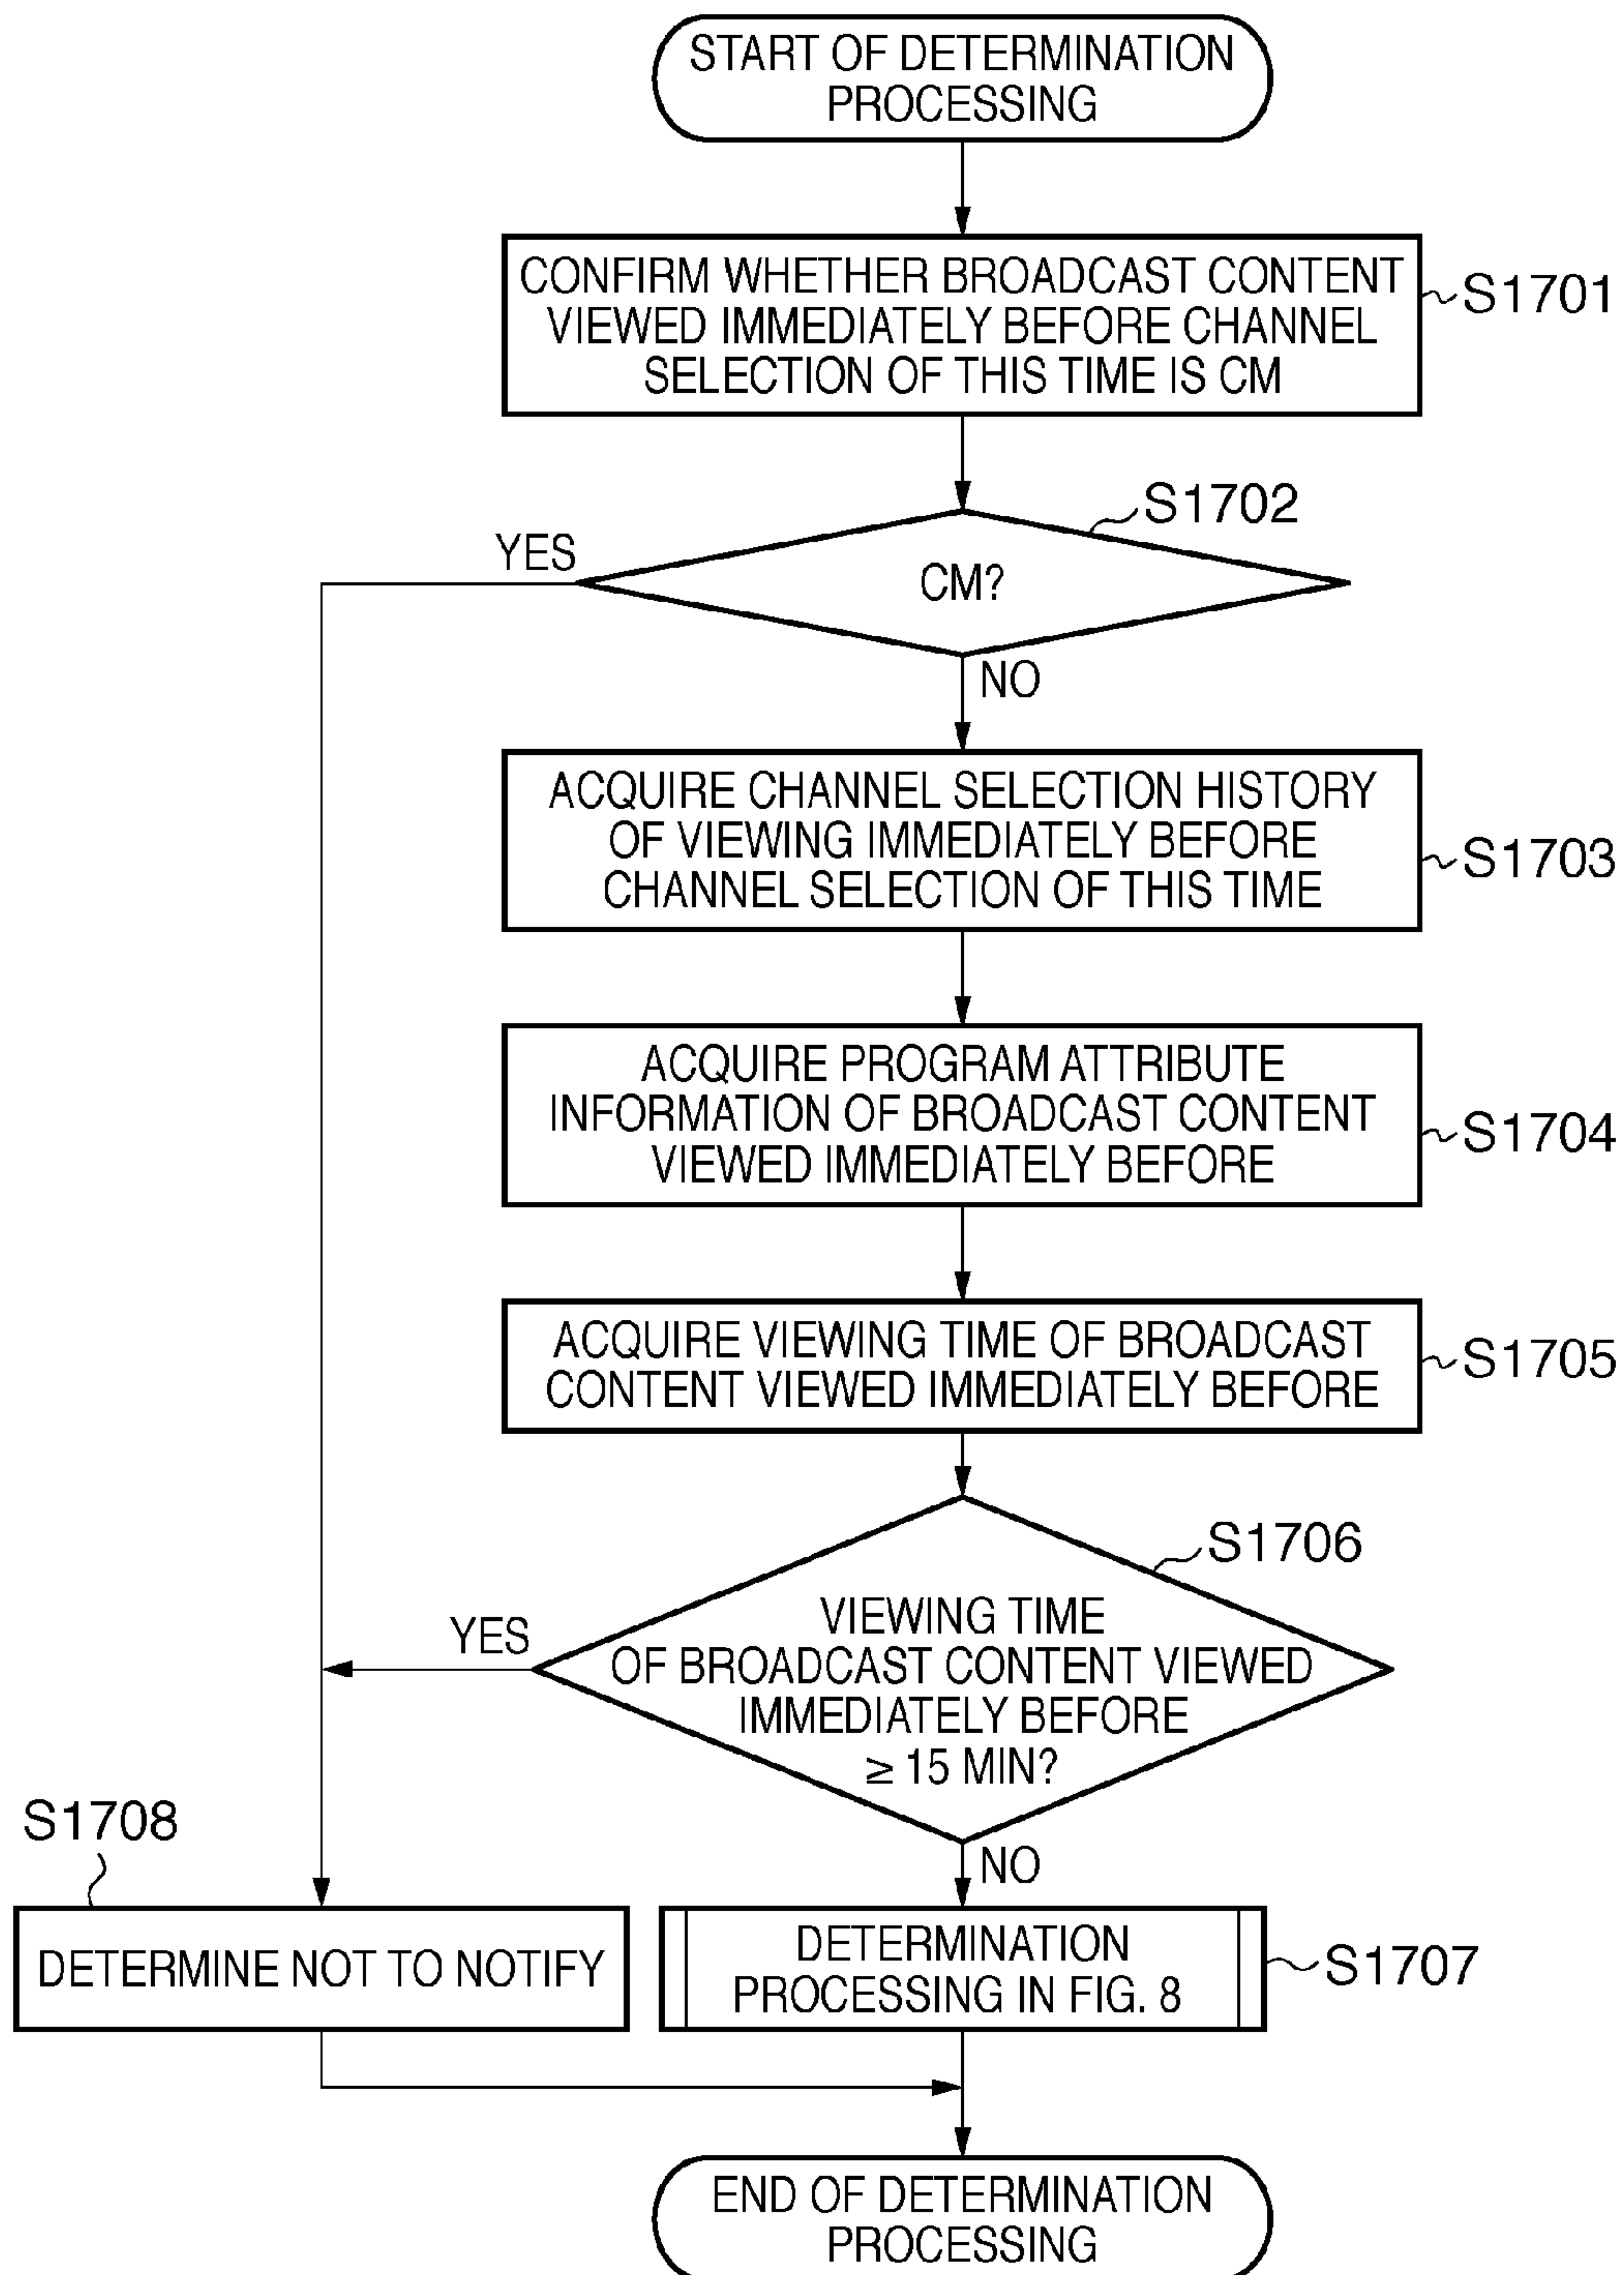 START OF DETERMINATION
PROCESSING
CONFIRM WHETHER BROADCAST CONTENT
VIEWED IMMEDIATELY BEFORE CHANNEL
SELECTION OF THIS TIME IS CM
S1701
S1702
YES
CM?
NO
ACQUIRE CHANNEL SELECTION HISTORY
OF VIEWING IMMEDIATELY BEFORE
CHANNEL SELECTION OF THIS TIME
S1703
ACQUIRE PROGRAM ATTRIBUTE
INFORMATION OF BROADCAST CONTENT
VIEWED IMMEDIATELY BEFORE
S1704
ACQUIRE VIEWING TIME OF BROADCAST
CONTENT VIEWED IMMEDIATELY BEFORE
S1705
S1706
YES
VIEWING TIME
OF BROADCAST CONTENT VIEWED
IMMEDIATELY BEFORE
≥ 15 MIN?
NO
S1708
DETERMINE NOT TO NOTIFY
DETERMINATION
PROCESSING IN FIG. 8
S1707
END OF DETERMINATION
PROCESSING